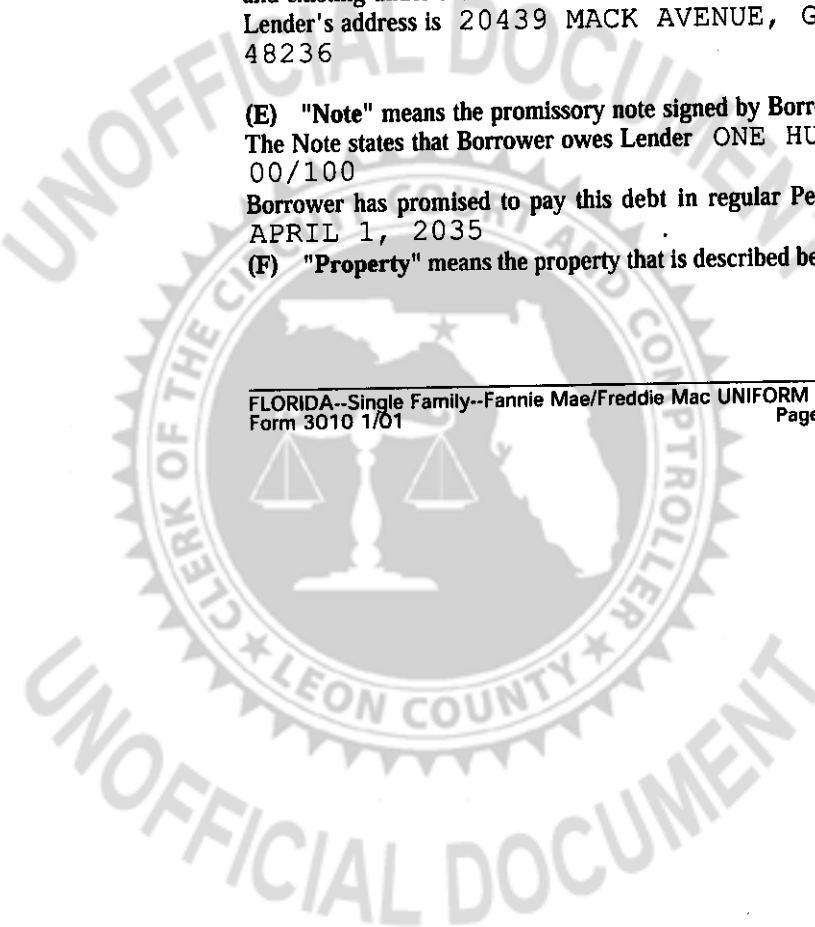 Lender's address is 20439 MACK AVENUE, G
48236
(E) "Note" means the promissory note signed by Borr
The Note states that Borrower owes Lender ONE HU
00/100
Borrower has promised to pay this debt in regular Pe
APRIL 1, 2035 .
(F) "Property" means the property that is described be
FLORIDA--Single Family--Fannie Mae/Freddie Mac UNIFORM
Form 3010 1/01 Page
UNOFFICIAL DOCUMENT
CLERK OF THE CIRCUIT COURT AND COMPTROLLER
LEON COUNTY
UNOFFICIAL DOCUMENT